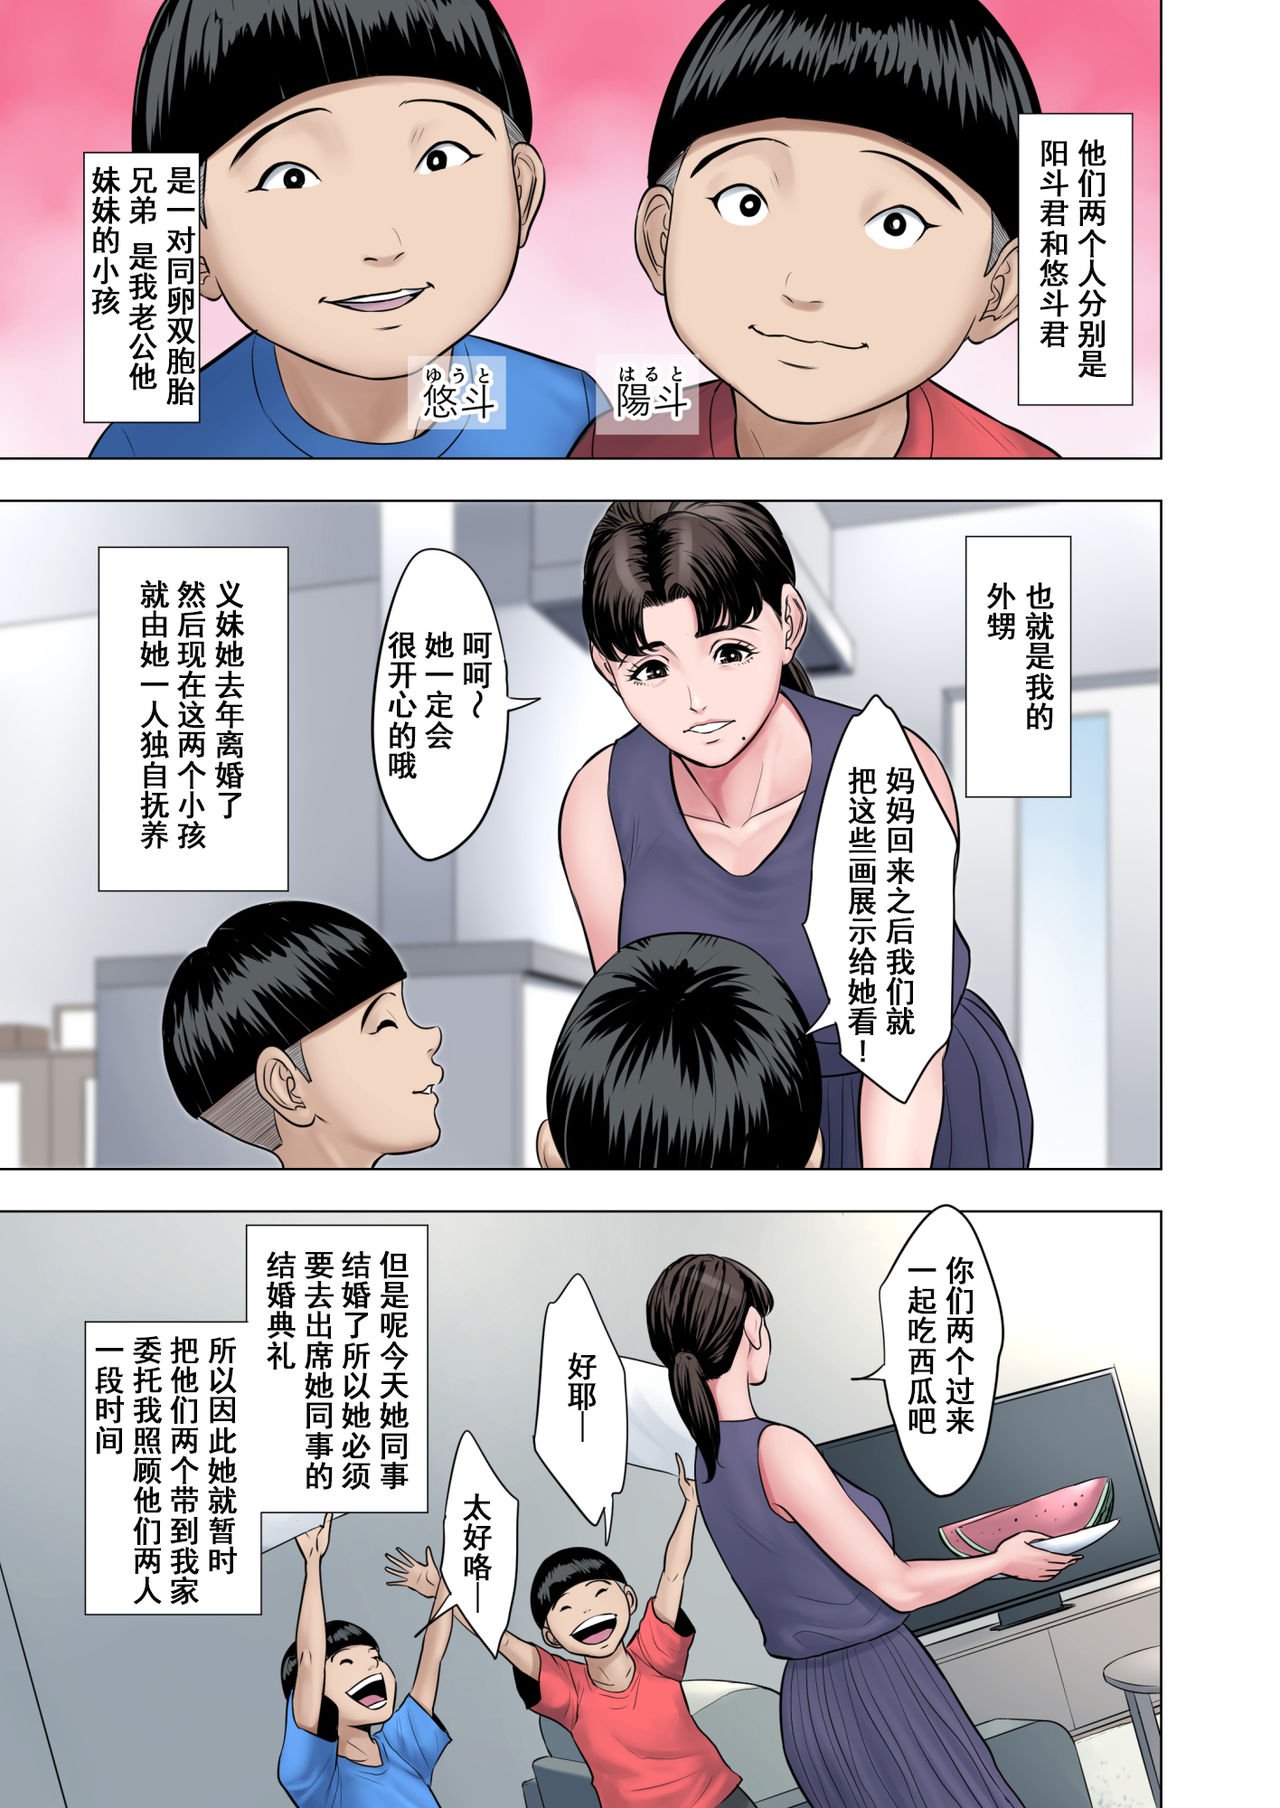 他们两个人分别是
阳斗君和悠斗君
はると
陽斗
ゆうと
悠斗
是一对同卵双胞胎
兄弟 是我老公他
妹妹的小孩
也就是我的
外甥
妈妈回来之后我们就
把这些画展示给她看！
呵呵～
她一定会
很开心的哦
义妹她去年离婚了
然后现在这两个小孩
就由她一人独自抚养
你们两个过来
一起吃西瓜吧
好耶—
太好咯—
但是呢今天她同事
结婚了所以她必须
要去出席她同事的
结婚典礼
所以因此她就暂时
把他们两个带到我家
委托我照顾他们两人
一段时间